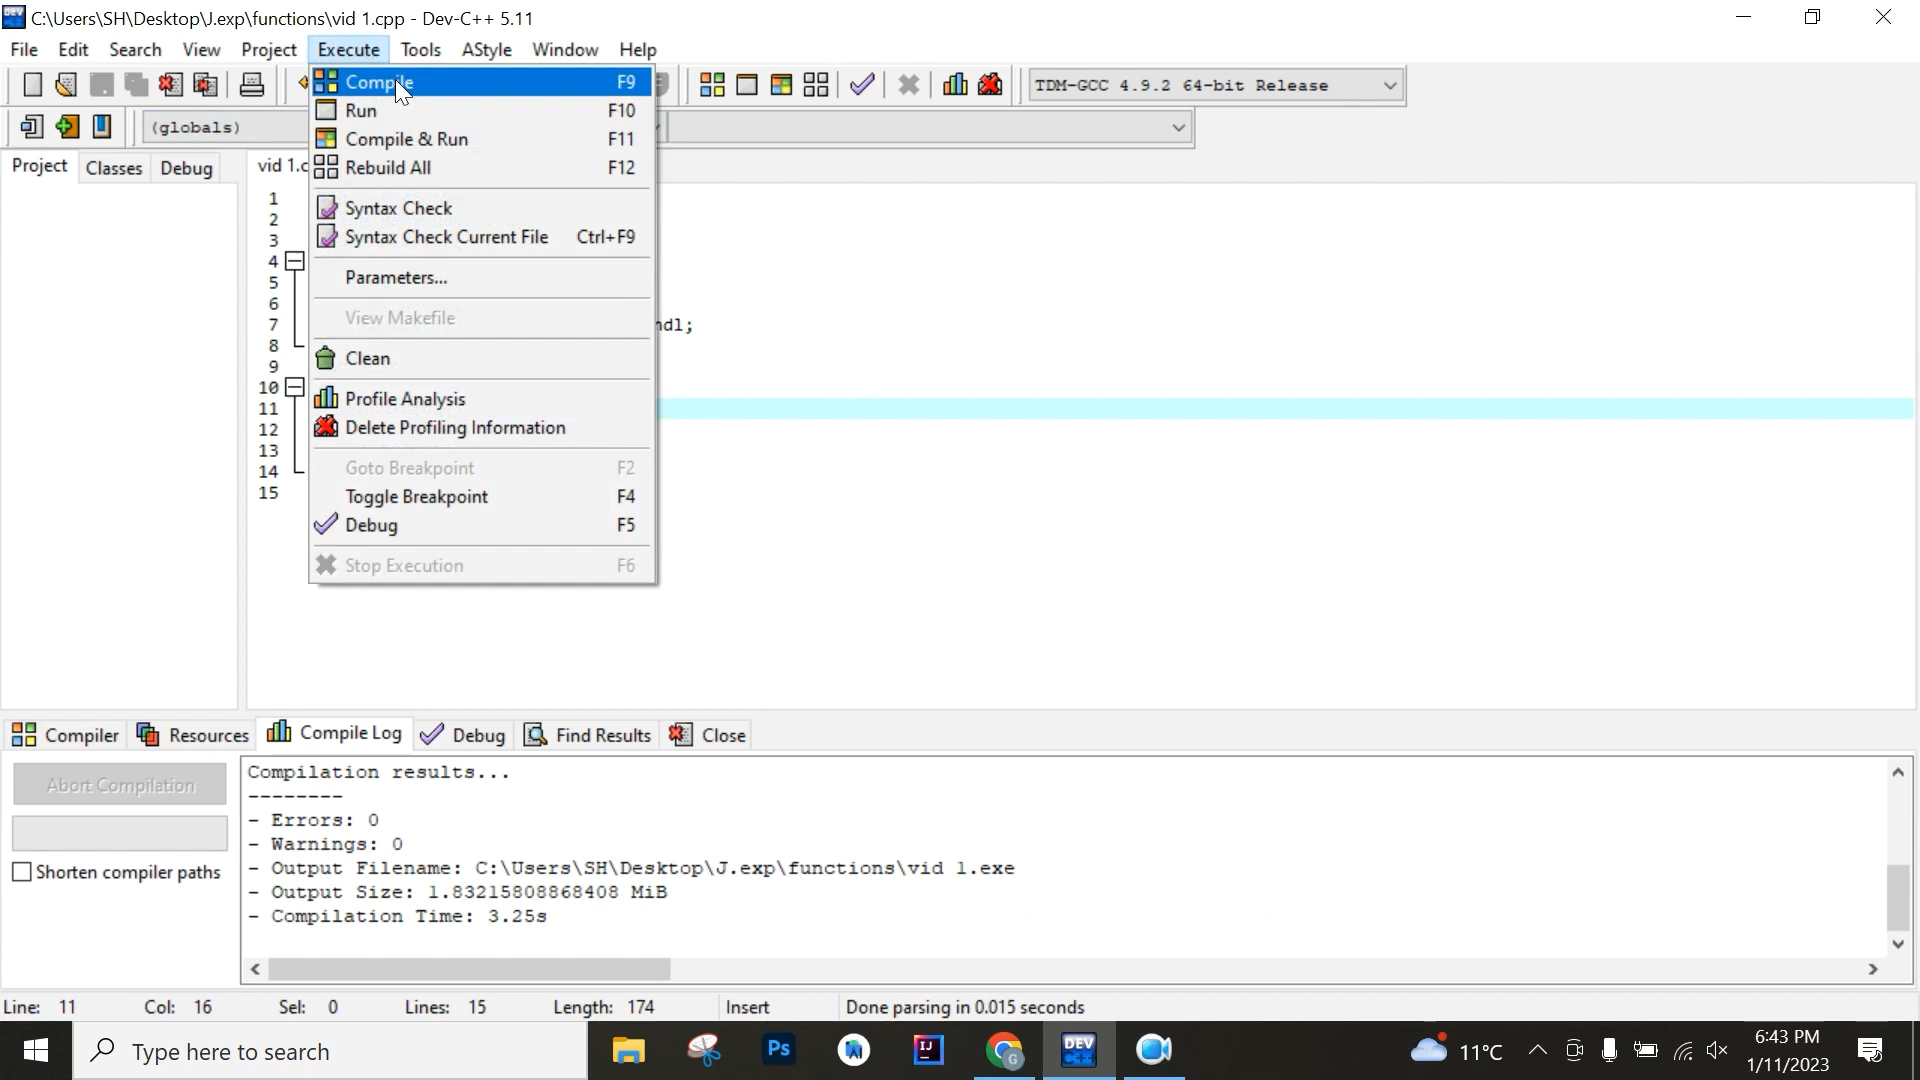 C:\Users\SH\Desktop\J.exp\functions\vid 1.cpp - Dev-C++ 5.11
File Edit Search View Project Execute Tools AStyle Window Help
TDM-GCC 4.9.2 64-bit Release
(globals)
Project Classes Debug
vid 1.c
Compile F9
Run F10
Compile & Run F11
Rebuild All F12
Syntax Check
Syntax Check Current File Ctrl+F9
Parameters...
View Makefile
Clean
Profile Analysis
Delete Profiling Information
Goto Breakpoint F2
Toggle Breakpoint F4
Debug F5
Stop Execution F6
1
2
3
4
5
6
7 ndl;
8
9
10
11
12
13
14
15
Compiler Resources Compile Log Debug Find Results Close
Abort Compilation
Shorten compiler paths
Compilation results...
--------
- Errors: 0
- Warnings: 0
- Output Filename: C:\Users\SH\Desktop\J.exp\functions\vid 1.exe
- Output Size: 1.83215808868408 MiB
- Compilation Time: 3.25s
Line: 11 Col: 16 Sel: 0 Lines: 15 Length: 174 Insert Done parsing in 0.015 seconds
Type here to search
Ps
IJ
G
DEV C++
11°C
6:43 PM
1/11/2023